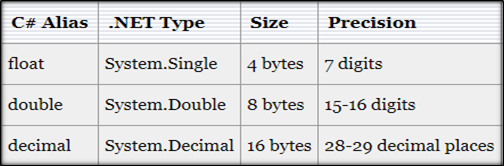 C# Alias .NET Type Size Precision
float System.Single 4 bytes 7 digits
double System.Double 8 bytes 15-16 digits
decimal System.Decimal 16 bytes 28-29 decimal places